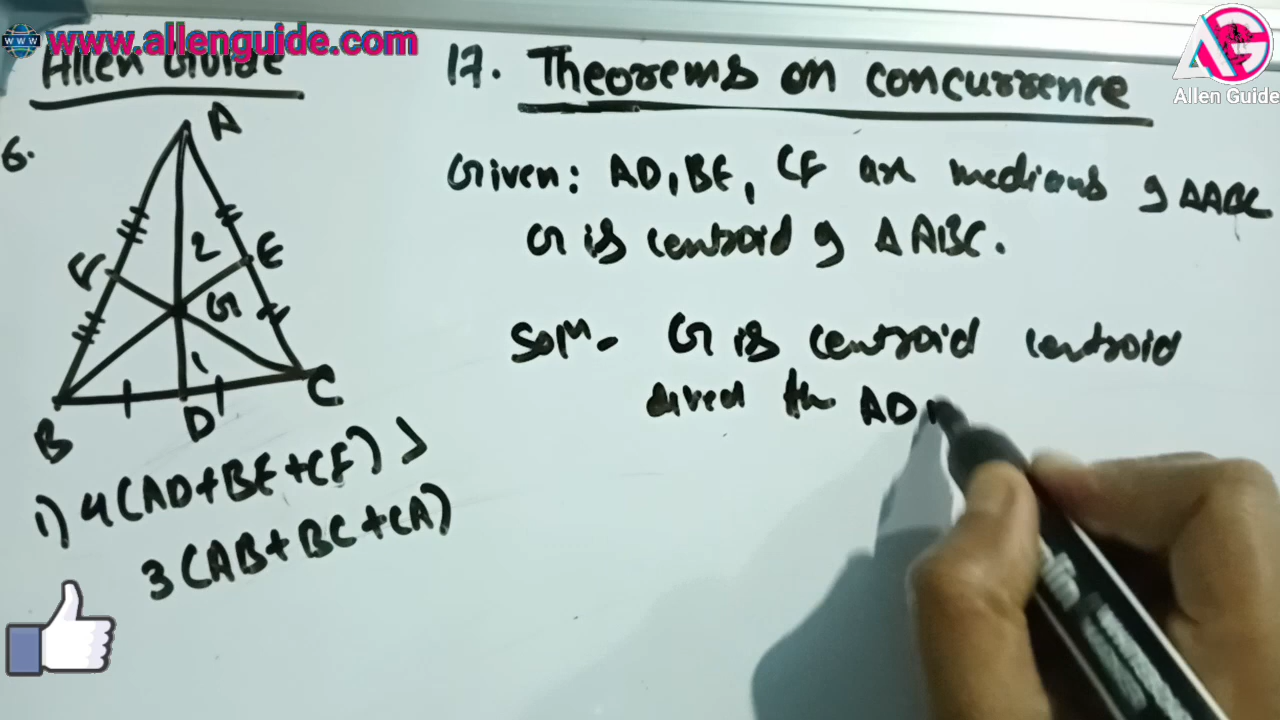 www.allenguide.com
Allen Guide
17. Theorems on concurrence
AG
Allen Guide
6.
A
F
2
E
G
1
B
D
C
i) 4(AD+BE+CF) >
3(AB+BC+CA)
Given: AD, BE, CF are medians of ΔABC
G is centroid of ΔABC.
Soln. G is centroid centroid
dived the AD